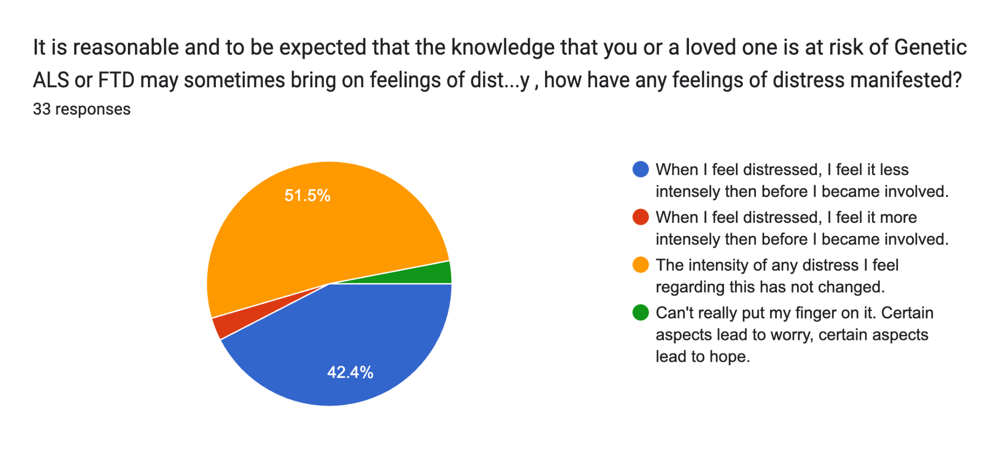 It is reasonable and to be expected that the knowledge that you or a loved one is at risk of Genetic
ALS or FTD may sometimes bring on feelings of dist...y , how have any feelings of distress manifested?
33 responses
51.5%
42.4%
When I feel distressed, I feel it less
intensely then before I became involved.
When I feel distressed, I feel it more
intensely then before I became involved.
The intensity of any distress I feel
regarding this has not changed.
Can't really put my finger on it. Certain
aspects lead to worry, certain aspects
lead to hope.